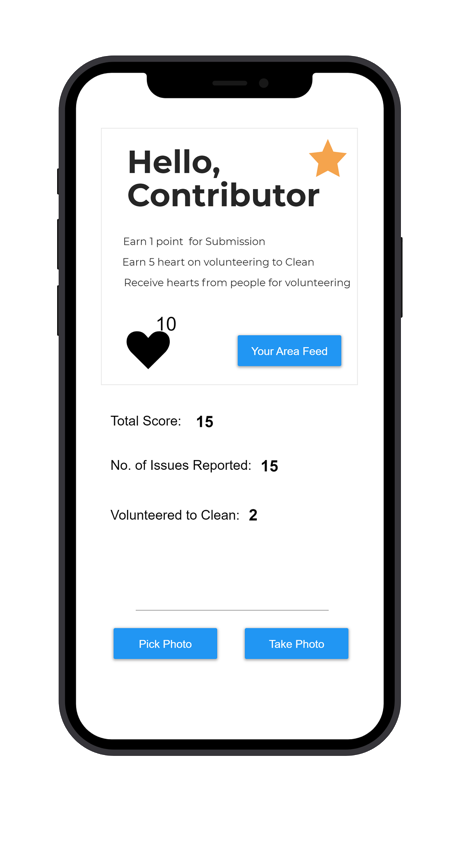 Hello,
Contributor
Earn 1 point for Submission
Earn 5 heart on volunteering to Clean
Receive hearts from people for volunteering
10
Your Area Feed
Total Score: 15
No. of Issues Reported: 15
Volunteered to Clean: 2
Pick Photo
Take Photo